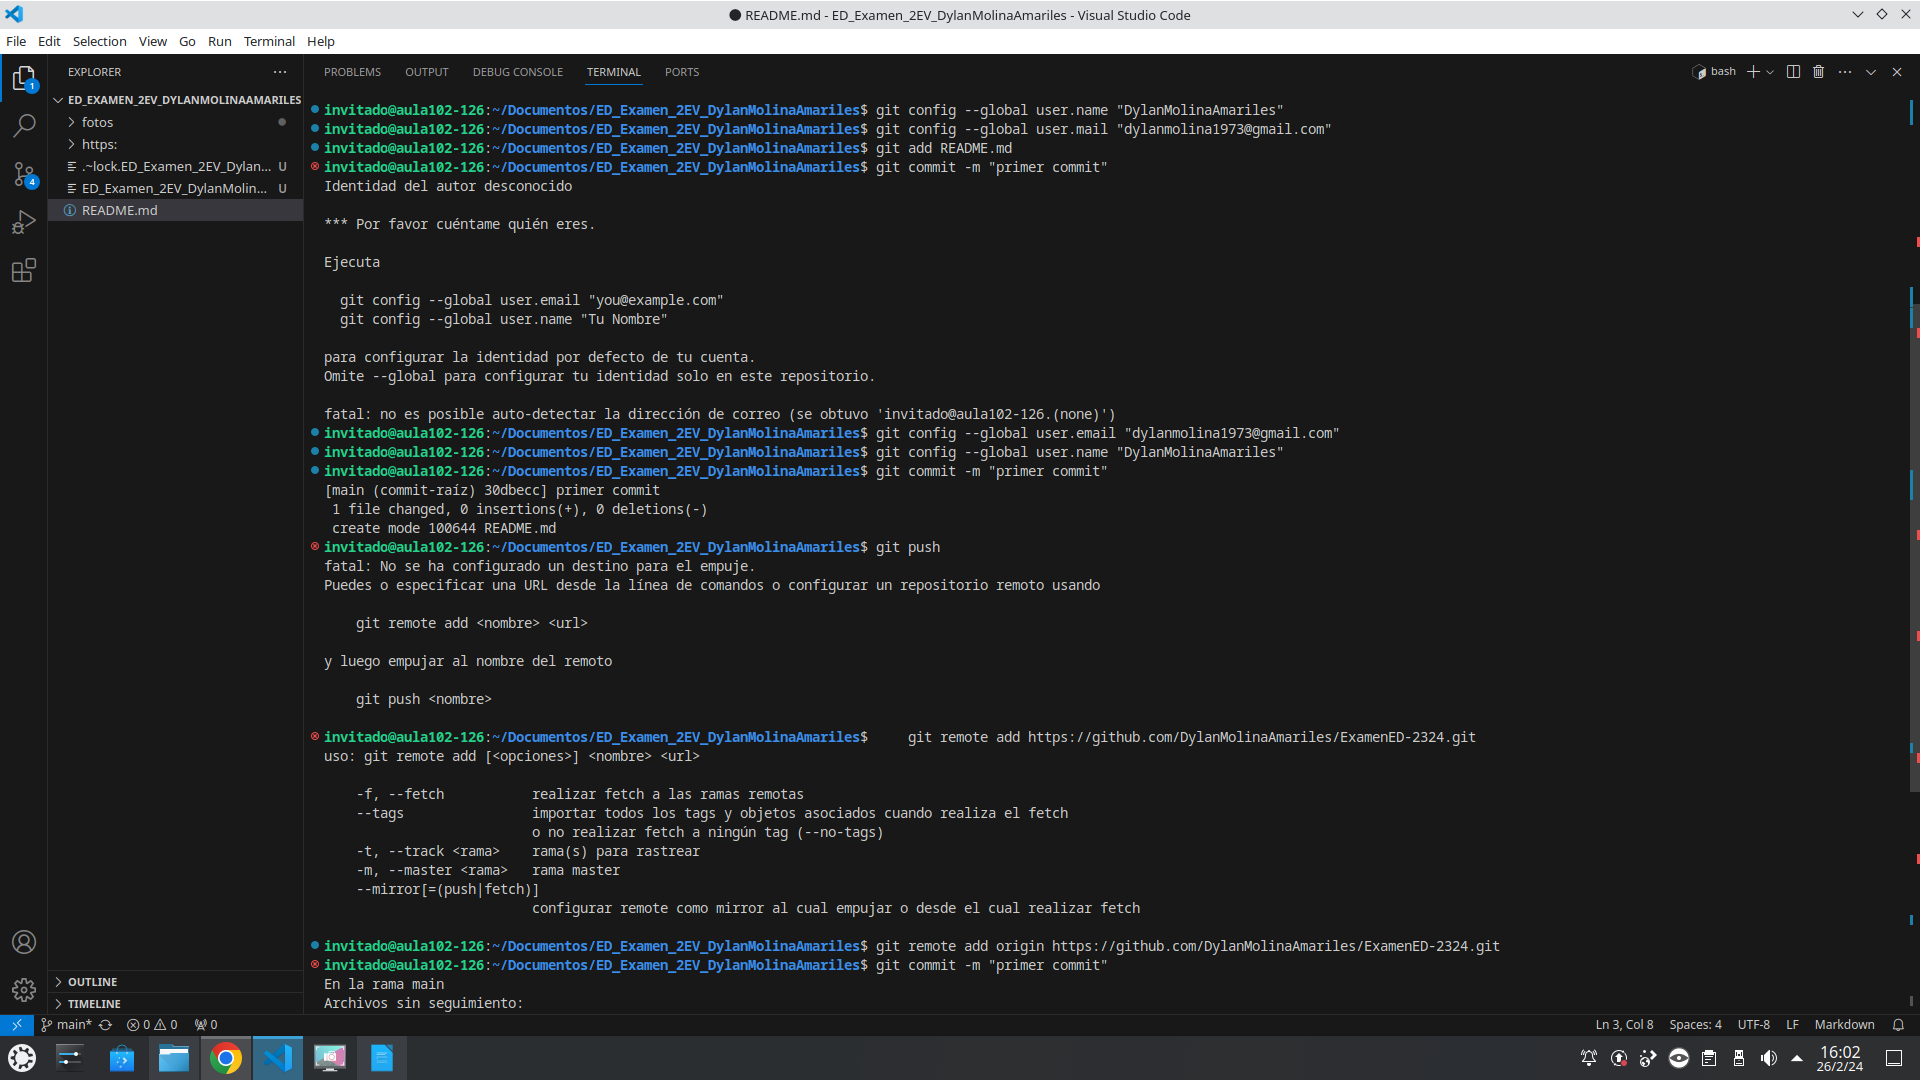 README.md - ED_Examen_2EV_DylanMolinaAmariles - Visual Studio Code
File Edit Selection View Go Run Terminal Help
EXPLORER
PROBLEMS OUTPUT DEBUG CONSOLE TERMINAL PORTS
bash
1
4
ED_EXAMEN_2EV_DYLANMOLINAAMARILES
fotos
https:
.~lock.ED_Examen_2EV_Dylan... U
ED_Examen_2EV_DylanMolin... U
README.md
OUTLINE
TIMELINE
invitado@aula102-126:~/Documentos/ED_Examen_2EV_DylanMolinaAmariles$ git config --global user.name "DylanMolinaAmariles"
invitado@aula102-126:~/Documentos/ED_Examen_2EV_DylanMolinaAmariles$ git config --global user.mail "dylanmolina1973@gmail.com"
invitado@aula102-126:~/Documentos/ED_Examen_2EV_DylanMolinaAmariles$ git add README.md
invitado@aula102-126:~/Documentos/ED_Examen_2EV_DylanMolinaAmariles$ git commit -m "primer commit"
Identidad del autor desconocido
*** Por favor cuéntame quién eres.
Ejecuta
git config --global user.email "you@example.com"
git config --global user.name "Tu Nombre"
para configurar la identidad por defecto de tu cuenta.
Omite --global para configurar tu identidad solo en este repositorio.
fatal: no es posible auto-detectar la dirección de correo (se obtuvo 'invitado@aula102-126.(none)')
invitado@aula102-126:~/Documentos/ED_Examen_2EV_DylanMolinaAmariles$ git config --global user.email "dylanmolina1973@gmail.com"
invitado@aula102-126:~/Documentos/ED_Examen_2EV_DylanMolinaAmariles$ git config --global user.name "DylanMolinaAmariles"
invitado@aula102-126:~/Documentos/ED_Examen_2EV_DylanMolinaAmariles$ git commit -m "primer commit"
[main (commit-raíz) 30dbecc] primer commit
1 file changed, 0 insertions(+), 0 deletions(-)
create mode 100644 README.md
invitado@aula102-126:~/Documentos/ED_Examen_2EV_DylanMolinaAmariles$ git push
fatal: No se ha configurado un destino para el empuje.
Puedes o especificar una URL desde la línea de comandos o configurar un repositorio remoto usando
git remote add <nombre> <url>
y luego empujar al nombre del remoto
git push <nombre>
invitado@aula102-126:~/Documentos/ED_Examen_2EV_DylanMolinaAmariles$ git remote add https://github.com/DylanMolinaAmariles/ExamenED-2324.git
uso: git remote add [<opciones>] <nombre> <url>
-f, --fetch realizar fetch a las ramas remotas
--tags importar todos los tags y objetos asociados cuando realiza el fetch
o no realizar fetch a ningún tag (--no-tags)
-t, --track <rama> rama(s) para rastrear
-m, --master <rama> rama master
--mirror[=(push|fetch)]
configurar remote como mirror al cual empujar o desde el cual realizar fetch
invitado@aula102-126:~/Documentos/ED_Examen_2EV_DylanMolinaAmariles$ git remote add origin https://github.com/DylanMolinaAmariles/ExamenED-2324.git
invitado@aula102-126:~/Documentos/ED_Examen_2EV_DylanMolinaAmariles$ git commit -m "primer commit"
En la rama main
Archivos sin seguimiento:
main* 0 0 0
Ln 3, Col 8 Spaces: 4 UTF-8 LF Markdown
16:02
26/2/24